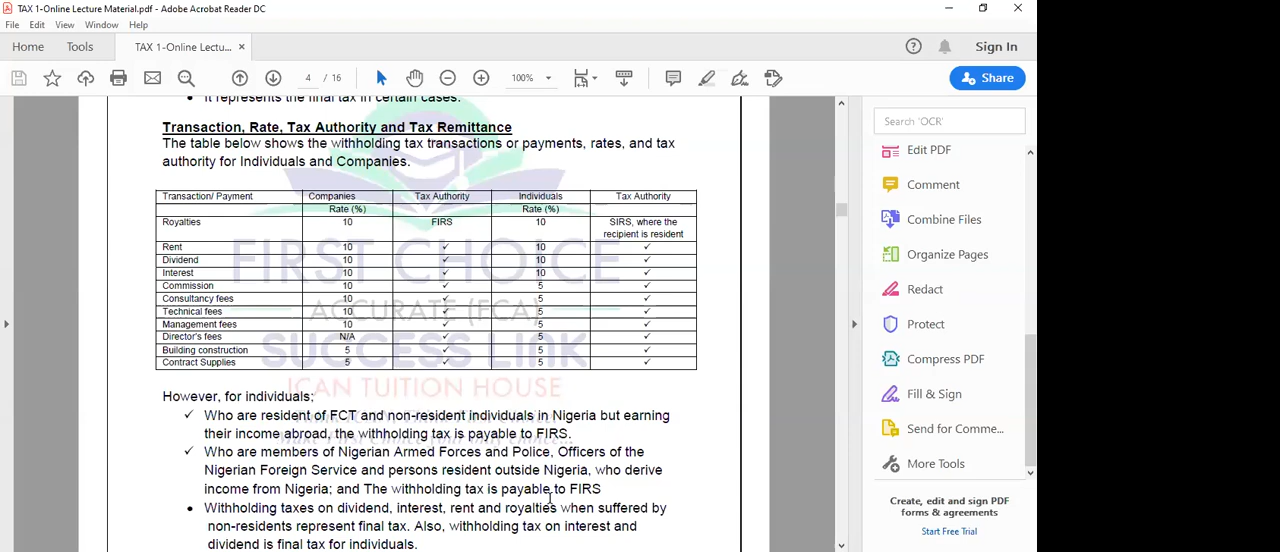 TAX 1-Online Lecture Material.pdf - Adobe Acrobat Reader DC
File Edit View Window Help
Home Tools TAX 1-Online Lectu... × Sign In
4 / 16 100% Share
It represents the final tax in certain cases.
Transaction, Rate, Tax Authority and Tax Remittance
The table below shows the withholding tax transactions or payments, rates, and tax
authority for Individuals and Companies.
Transaction/ Payment Companies Tax Authority Individuals Tax Authority
Rate (%) Rate (%)
Royalties 10 FIRS 10 SIRS, where the
recipient is resident
Rent 10 ✓ 10 ✓
Dividend 10 ✓ 10 ✓
Interest 10 ✓ 10 ✓
Commission 10 ✓ 5 ✓
Consultancy fees 10 ✓ 5 ✓
Technical fees 10 ✓ 5 ✓
Management fees 10 ✓ 5 ✓
Director's fees N/A ✓ 5 ✓
Building construction 5 ✓ 5 ✓
Contract Supplies 5 ✓ 5 ✓
FIRST CHOICE
ACCURATE (FCA)
SUCCESS LINK
ICAN TUITION HOUSE
However, for individuals;
✓ Who are resident of FCT and non-resident individuals in Nigeria but earning
their income abroad, the withholding tax is payable to FIRS.
✓ Who are members of Nigerian Armed Forces and Police, Officers of the
Nigerian Foreign Service and persons resident outside Nigeria, who derive
income from Nigeria; and The withholding tax is payable to FIRS
• Withholding taxes on dividend, interest, rent and royalties when suffered by
non-residents represent final tax. Also, withholding tax on interest and
dividend is final tax for individuals.
Search 'OCR'
Edit PDF
Comment
Combine Files
Organize Pages
Redact
Protect
Compress PDF
Fill & Sign
Send for Comme...
More Tools
Create, edit and sign PDF
forms & agreements
Start Free Trial